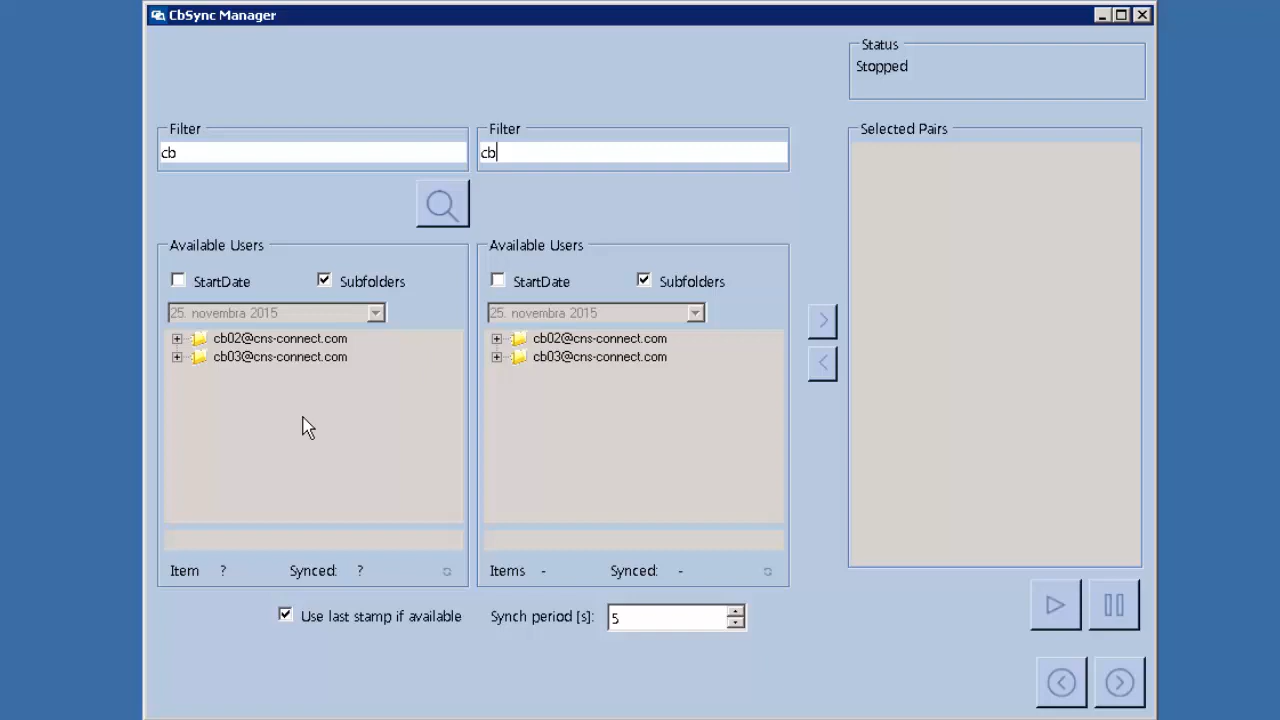 CbSync Manager
Status
Stopped
Filter
cb
Filter
cb
Selected Pairs
Available Users
StartDate
Subfolders
25. novembra 2015
cb02@cns-connect.com
cb03@cns-connect.com
Item ? Synced: ?
Available Users
StartDate
Subfolders
25. novembra 2015
cb02@cns-connect.com
cb03@cns-connect.com
Items - Synced: -
Use last stamp if available
Synch period [s]: 5